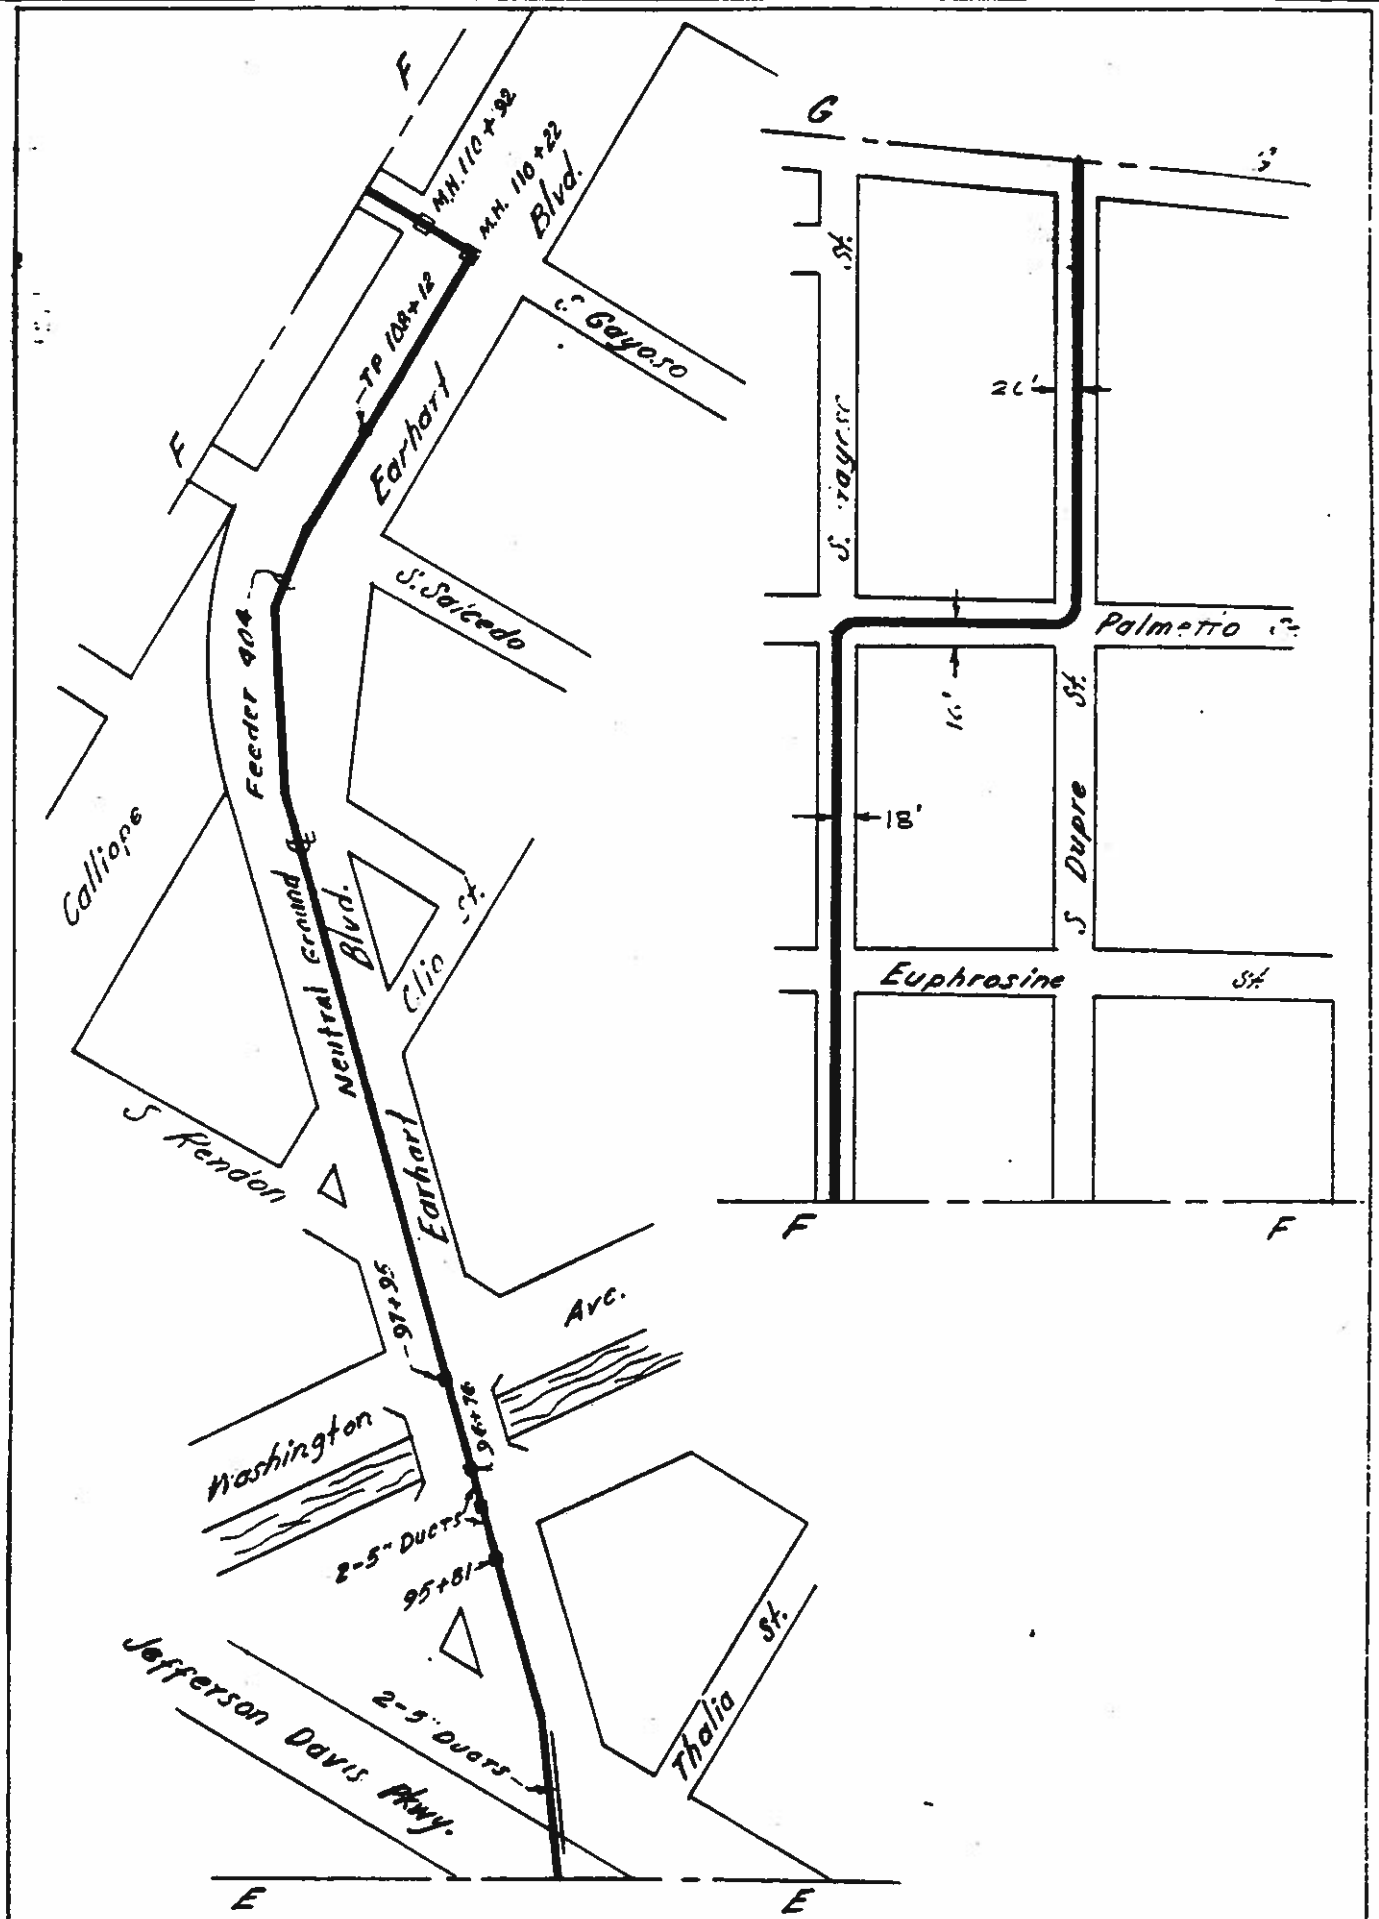 F
M.H. 110 + 92
M.H. 110 + 22
Blvd.
S. Gayoso
TP 108+12
Earhart
F
S. Salcedo
Feeder 404
Calliope
Neutral Ground ₵
Blvd.
Clio St.
S Rendon
Earhart
97+95
Ave.
96+76
Washington
2-5" Ducts
95+81
Jefferson Davis Pkwy.
2-5" Ducts
Thalia St.
E
E
G
St.
26'
S.
Palmetto
16'
S Dupre St.
18'
Euphrosine St.
F
F